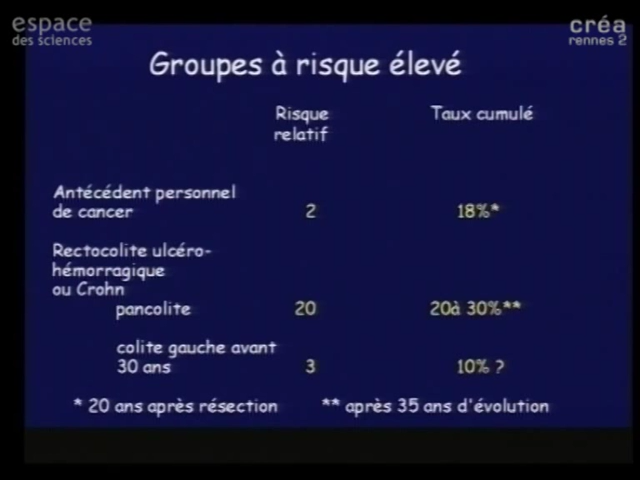 espace
des sciences
créa
rennes 2
Groupes à risque élevé
Risque
relatif
Taux cumulé
Antécédent personnel
de cancer 2 18%*
Rectocolite ulcéro-
hémorragique
ou Crohn
pancolite 20 20à 30%**
colite gauche avant
30 ans 3 10% ?
* 20 ans après résection ** après 35 ans d'évolution